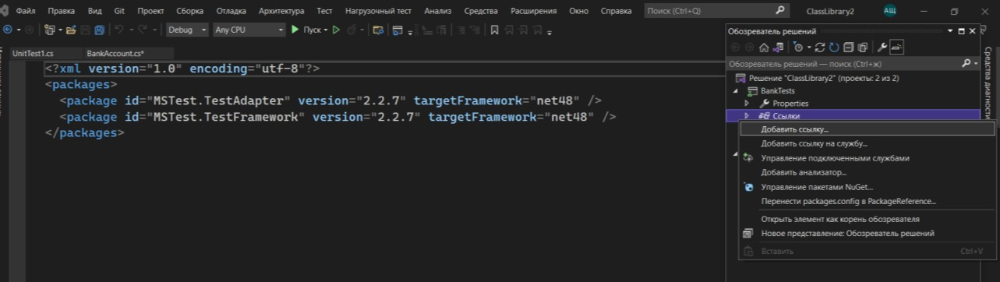 Файл Правка Вид Git Проект Сборка Отладка Архитектура Тест Нагрузочный тест Анализ Средства Расширения Окно Справка Поиск (Ctrl+Q) ClassLibrary2 АЩ
Debug Any CPU Пуск
Обозреватель решений
UnitTest1.cs BankAccount.cs*
Обозреватель решений — поиск (Ctrl+ж)
<?xml version="1.0" encoding="utf-8"?>
Решение "ClassLibrary2" (проекты: 2 из 2)
<packages>
BankTests
<package id="MSTest.TestAdapter" version="2.2.7" targetFramework="net48" />
Properties
<package id="MSTest.TestFramework" version="2.2.7" targetFramework="net48" />
Ссылки
</packages>
Добавить ссылку...
Добавить ссылку на службу...
Управление подключенными службами
Добавить анализатор...
Управление пакетами NuGet...
Перенести packages.config в PackageReference...
Открыть элемент как корень обозревателя
Новое представление: Обозреватель решений
Вставить Ctrl+V
Средства диагности